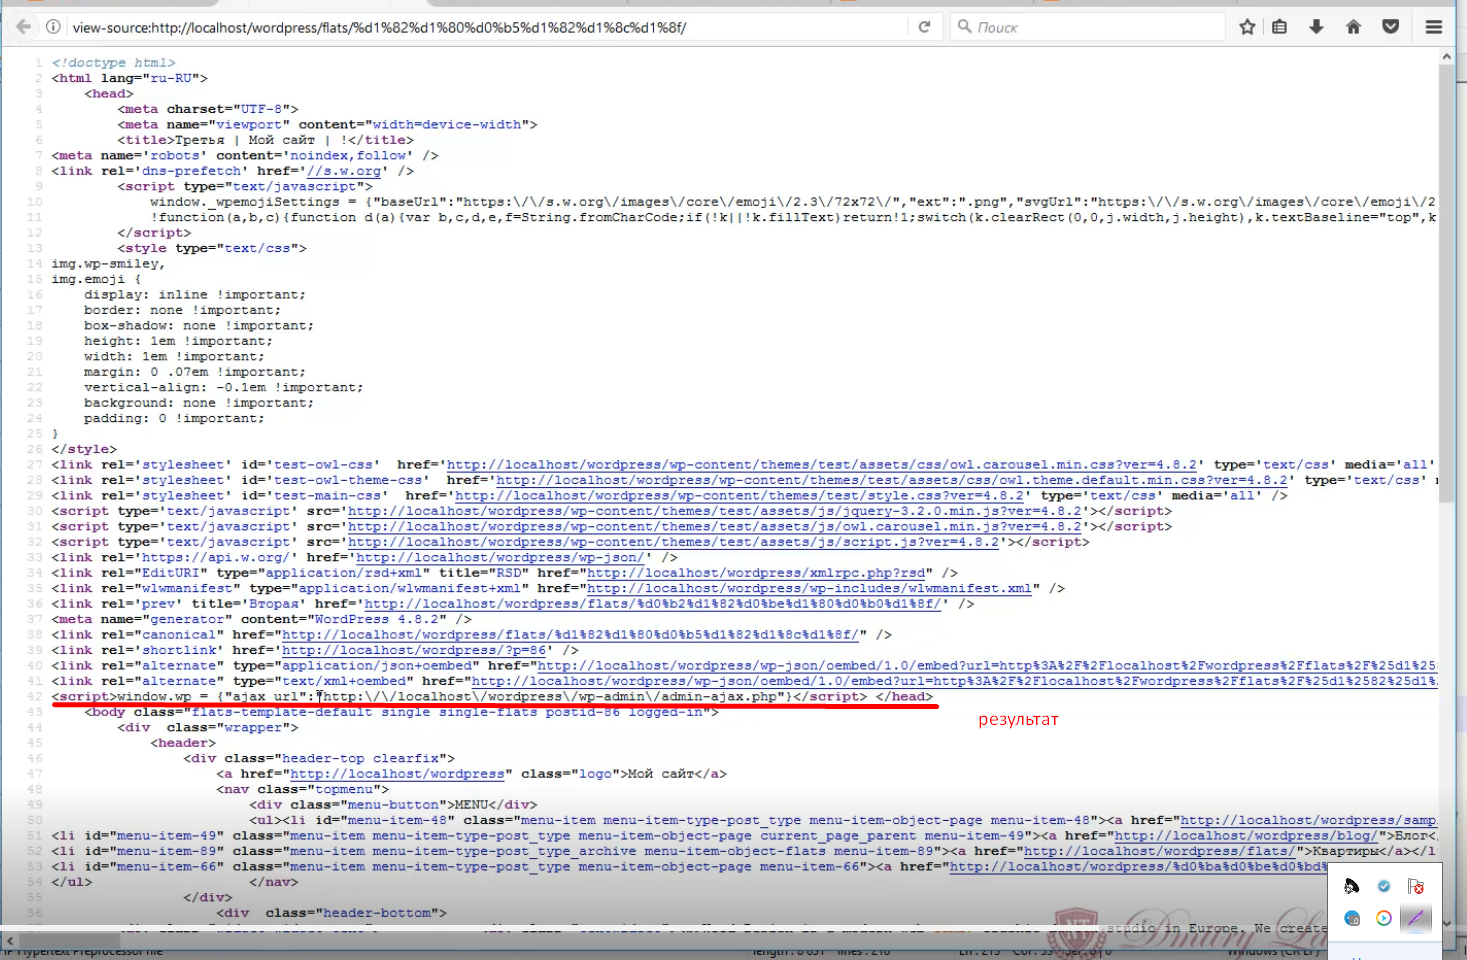 view-source:http://localhost/wordpress/flats/%d1%82%d1%80%d0%b5%d1%82%d1%8c%d1%8f/ Поиск
1 <!doctype html>
2 <html lang="ru-RU">
3 <head>
4 <meta charset="UTF-8">
5 <meta name="viewport" content="width=device-width">
6 <title>Третья | Мой сайт | !</title>
7 <meta name='robots' content='noindex,follow' />
8 <link rel='dns-prefetch' href='//s.w.org' />
9 <script type="text/javascript">
10 window._wpemojiSettings = {"baseUrl":"https:\/\/s.w.org\/images\/core\/emoji\/2.3\/72x72\/","ext":".png","svgUrl":"https:\/\/s.w.org\/images\/core\/emoji\/2
11 !function(a,b,c){function d(a){var b,c,d,e,f=String.fromCharCode;if(!k||!k.fillText)return!1;switch(k.clearRect(0,0,j.width,j.height),k.textBaseline="top",k
12 </script>
13 <style type="text/css">
14 img.wp-smiley,
15 img.emoji {
16 display: inline !important;
17 border: none !important;
18 box-shadow: none !important;
19 height: 1em !important;
20 width: 1em !important;
21 margin: 0 .07em !important;
22 vertical-align: -0.1em !important;
23 background: none !important;
24 padding: 0 !important;
25 }
26 </style>
27 <link rel='stylesheet' id='test-owl-css' href='http://localhost/wordpress/wp-content/themes/test/assets/css/owl.carousel.min.css?ver=4.8.2' type='text/css' media='all'
28 <link rel='stylesheet' id='test-owl-theme-css' href='http://localhost/wordpress/wp-content/themes/test/assets/css/owl.theme.default.min.css?ver=4.8.2' type='text/css'
29 <link rel='stylesheet' id='test-main-css' href='http://localhost/wordpress/wp-content/themes/test/style.css?ver=4.8.2' type='text/css' media='all' />
30 <script type='text/javascript' src='http://localhost/wordpress/wp-content/themes/test/assets/js/jquery-3.2.0.min.js?ver=4.8.2'></script>
31 <script type='text/javascript' src='http://localhost/wordpress/wp-content/themes/test/assets/js/owl.carousel.min.js?ver=4.8.2'></script>
32 <script type='text/javascript' src='http://localhost/wordpress/wp-content/themes/test/assets/js/script.js?ver=4.8.2'></script>
33 <link rel='https://api.w.org/' href='http://localhost/wordpress/wp-json/' />
34 <link rel="EditURI" type="application/rsd+xml" title="RSD" href="http://localhost/wordpress/xmlrpc.php?rsd" />
35 <link rel="wlwmanifest" type="application/wlwmanifest+xml" href="http://localhost/wordpress/wp-includes/wlwmanifest.xml" />
36 <link rel='prev' title='Вторая' href='http://localhost/wordpress/flats/%d0%b2%d1%82%d0%be%d1%80%d0%b0%d1%8f/' />
37 <meta name="generator" content="WordPress 4.8.2" />
38 <link rel="canonical" href="http://localhost/wordpress/flats/%d1%82%d1%80%d0%b5%d1%82%d1%8c%d1%8f/" />
39 <link rel='shortlink' href='http://localhost/wordpress/?p=86' />
40 <link rel="alternate" type="application/json+oembed" href="http://localhost/wordpress/wp-json/oembed/1.0/embed?url=http%3A%2F%2Flocalhost%2Fwordpress%2Fflats%2F%25d1%258
41 <link rel="alternate" type="text/xml+oembed" href="http://localhost/wordpress/wp-json/oembed/1.0/embed?url=http%3A%2F%2Flocalhost%2Fwordpress%2Fflats%2F%25d1%2582%25d1%
42 <script>window.wp = {"ajax_url":"http:\/\/localhost\/wordpress\/wp-admin\/admin-ajax.php"}</script> </head>
43 <body class="flats-template-default single single-flats postid-86 logged-in">
результат
44 <div class="wrapper">
45 <header>
46 <div class="header-top clearfix">
47 <a href="http://localhost/wordpress" class="logo">Мой сайт</a>
48 <nav class="topmenu">
49 <div class="menu-button">MENU</div>
50 <ul><li id="menu-item-48" class="menu-item menu-item-type-post_type menu-item-object-page menu-item-48"><a href="http://localhost/wordpress/samp
51 <li id="menu-item-49" class="menu-item menu-item-type-post_type menu-item-object-page current_page_parent menu-item-49"><a href="http://localhost/wordpress/blog/">Блог<
52 <li id="menu-item-89" class="menu-item menu-item-type-post_type_archive menu-item-object-flats menu-item-89"><a href="http://localhost/wordpress/flats/">Квартиры</a></l
53 <li id="menu-item-66" class="menu-item menu-item-type-post_type menu-item-object-page menu-item-66"><a href="http://localhost/wordpress/%d0%ba%d0%be%d0%bd%
54 </ul> </nav>
55 </div>
56 <div class="header-bottom">
studio in Europe. We create